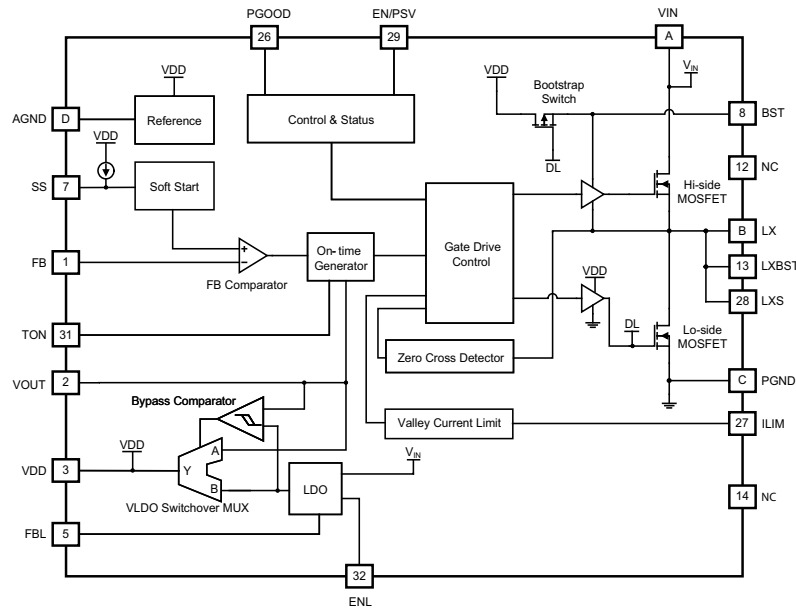 PGOOD
EN/PSV
VIN
26
29
A
VDD
VDD
Bootstrap
Switch
VIN
AGND
D
Reference
Control & Status
8
BST
VDD
DL
12
NC
SS
7
Soft Start
Hi-side
MOSFET
Gate Drive
Control
B
LX
FB
1
+
−
FB Comparator
On-time
Generator
13
LXBST
VDD
28
LXS
TON
31
DL
Lo-side
MOSFET
Zero Cross Detector
VOUT
2
C
PGND
Bypass Comparator
Valley Current Limit
27
ILIM
VDD
3
VDD
Y
A
B
VIN
LDO
VLDO Switchover MUX
14
NC
FBL
5
32
ENL